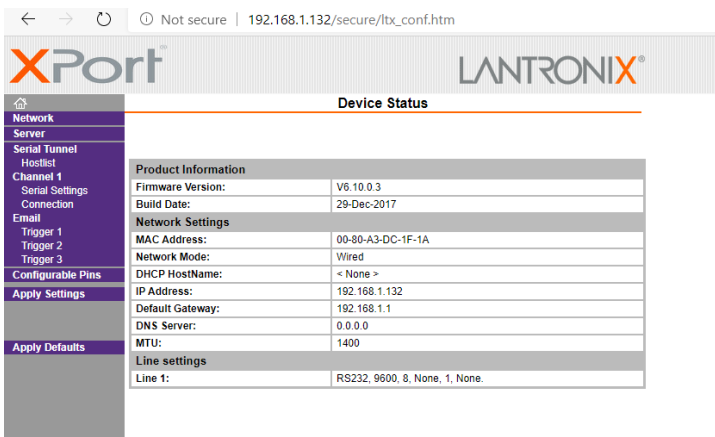 Not secure | 192.168.1.132/secure/ltx_conf.htm
XPort™
LANTRONIX®
Device Status
Network
Server
Serial Tunnel
Hostlist
Channel 1
Serial Settings
Connection
Email
Trigger 1
Trigger 2
Trigger 3
Configurable Pins
Apply Settings
Apply Defaults
Product Information
Firmware Version: V6.10.0.3
Build Date: 29-Dec-2017
Network Settings
MAC Address: 00-80-A3-DC-1F-1A
Network Mode: Wired
DHCP HostName: < None >
IP Address: 192.168.1.132
Default Gateway: 192.168.1.1
DNS Server: 0.0.0.0
MTU: 1400
Line settings
Line 1: RS232, 9600, 8, None, 1, None.